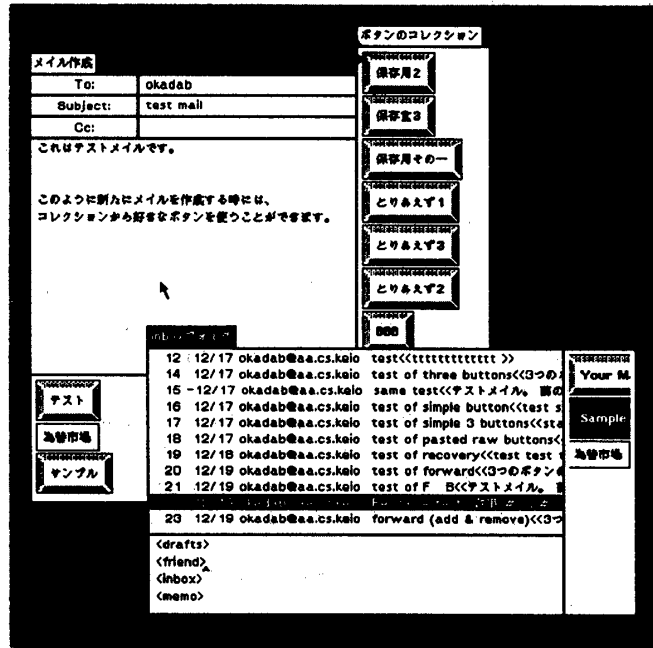 メイル作成
To: okadab
Subject: test mail
Cc:
これはテストメイルです。
このように新たにメイルを作成する時には、
コレクションから好きなボタンを使うことができます。
テスト
為替市場
サンプル
ボタンのコレクション
保存用2
保存金3
保存用その一
とりあえず1
とりあえず3
とりあえず2
BBB
12 12/17 okadab@aa.cs.keio test<<ttttttttttttt >>
14 12/17 okadab@aa.cs.keio test of three buttons<<3つの
15 -12/17 okadab@aa.cs.keio same test<<テストメイル。
16 12/17 okadab@aa.cs.keio test of simple button<<test s
17 12/17 okadab@aa.cs.keio test of simple 3 buttons<<sta
18 12/17 okadab@aa.cs.keio test of pasted raw buttons<
19 12/18 okadab@aa.cs.keio test of recovery<<test test
20 12/19 okadab@aa.cs.keio test of forward<<3つのボタン
21 12/19 okadab@aa.cs.keio test of F B<<テストメイル。
23 12/19 okadab@aa.cs.keio forward (add & remove)<<3つ
<drafts>
<friend>
<inbox>
<memo>
Your M
Sample
為替市場